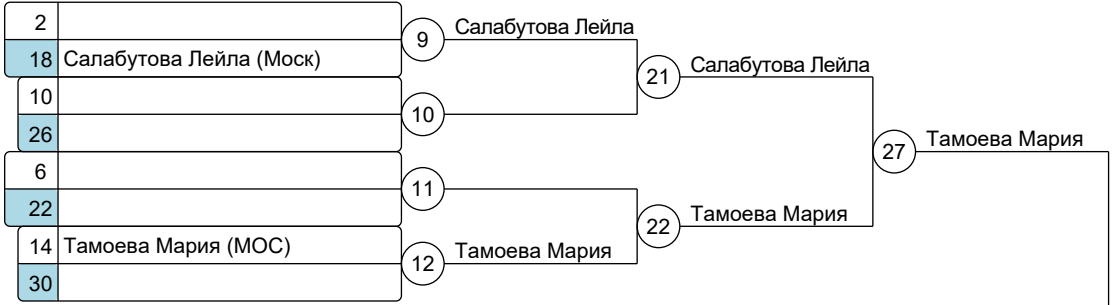 2
9
Салабутова Лейла
18 Салабутова Лейла (Моск)
21
Салабутова Лейла
10
10
26
27
Тамоева Мария
6
11
22
22
Тамоева Мария
14 Тамоева Мария (МОС)
12
Тамоева Мария
30